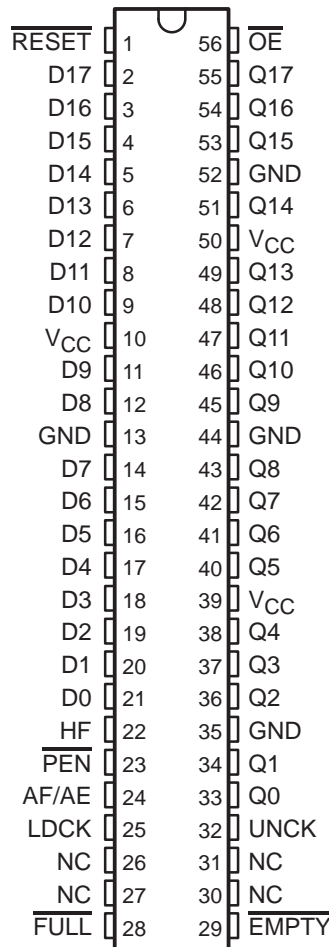 RESET 1 56 OE
D17 2 55 Q17
D16 3 54 Q16
D15 4 53 Q15
D14 5 52 GND
D13 6 51 Q14
D12 7 50 VCC
D11 8 49 Q13
D10 9 48 Q12
VCC 10 47 Q11
D9 11 46 Q10
D8 12 45 Q9
GND 13 44 GND
D7 14 43 Q8
D6 15 42 Q7
D5 16 41 Q6
D4 17 40 Q5
D3 18 39 VCC
D2 19 38 Q4
D1 20 37 Q3
D0 21 36 Q2
HF 22 35 GND
PEN 23 34 Q1
AF/AE 24 33 Q0
LDCK 25 32 UNCK
NC 26 31 NC
NC 27 30 NC
FULL 28 29 EMPTY